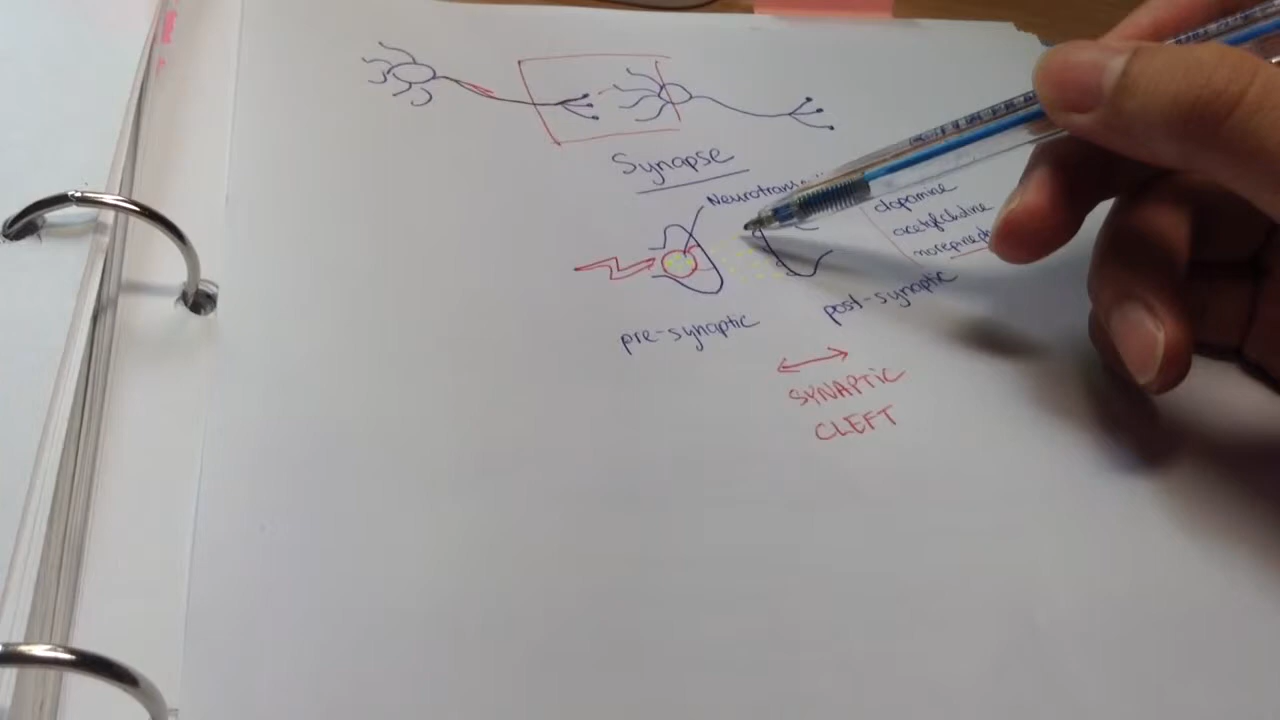 Synapse
dopamine
acetylcholine
pre-synaptic
post-synaptic
SYNAPTIC
CLEFT